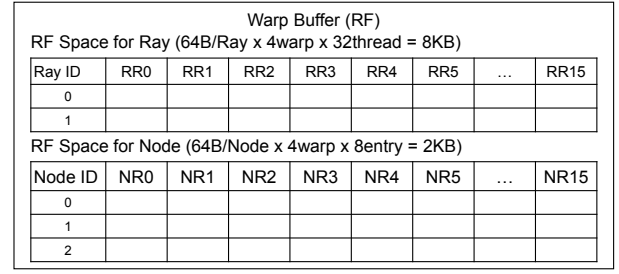 Warp Buffer (RF)
RF Space for Ray (64B/Ray x 4warp x 32thread = 8KB)
Ray ID RR0 RR1 RR2 RR3 RR4 RR5 ... RR15
0
1
RF Space for Node (64B/Node x 4warp x 8entry = 2KB)
Node ID NR0 NR1 NR2 NR3 NR4 NR5 ... NR15
0
1
2